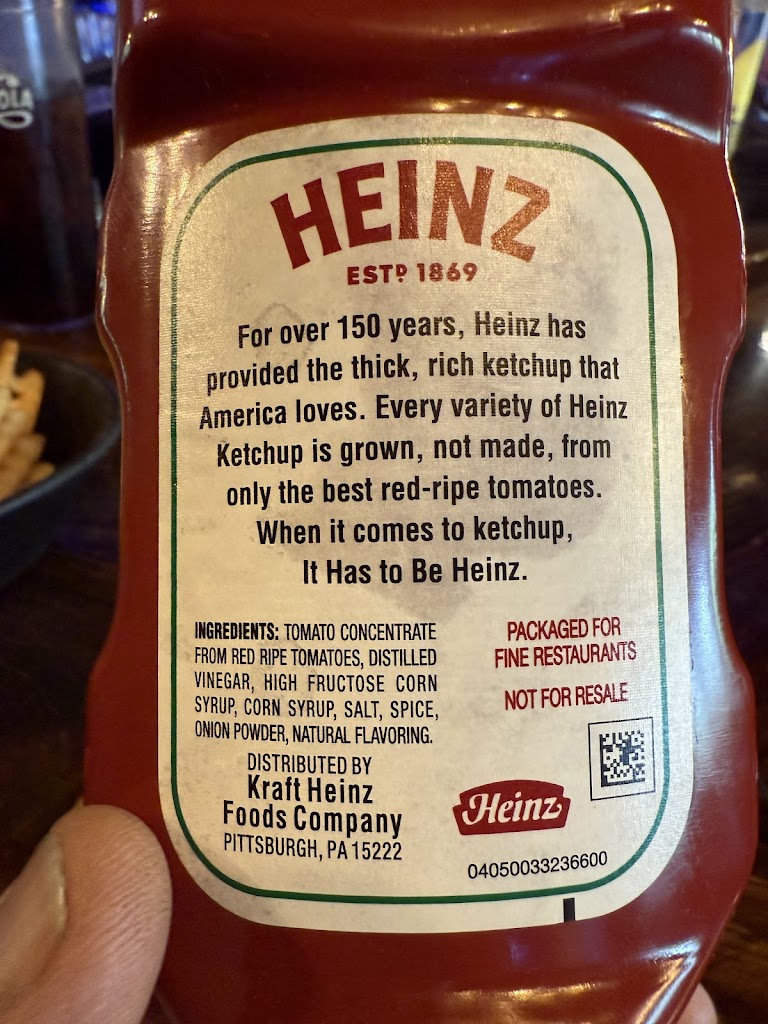 HEINZ
ESTD 1869
For over 150 years, Heinz has
provided the thick, rich ketchup that
America loves. Every variety of Heinz
Ketchup is grown, not made, from
only the best red-ripe tomatoes.
When it comes to ketchup,
It Has to Be Heinz.
INGREDIENTS: TOMATO CONCENTRATE
FROM RED RIPE TOMATOES, DISTILLED
VINEGAR, HIGH FRUCTOSE CORN
SYRUP, CORN SYRUP, SALT, SPICE,
ONION POWDER, NATURAL FLAVORING.
DISTRIBUTED BY
Kraft Heinz
Foods Company
PITTSBURGH, PA 15222
PACKAGED FOR
FINE RESTAURANTS
NOT FOR RESALE
Heinz
04050033236600